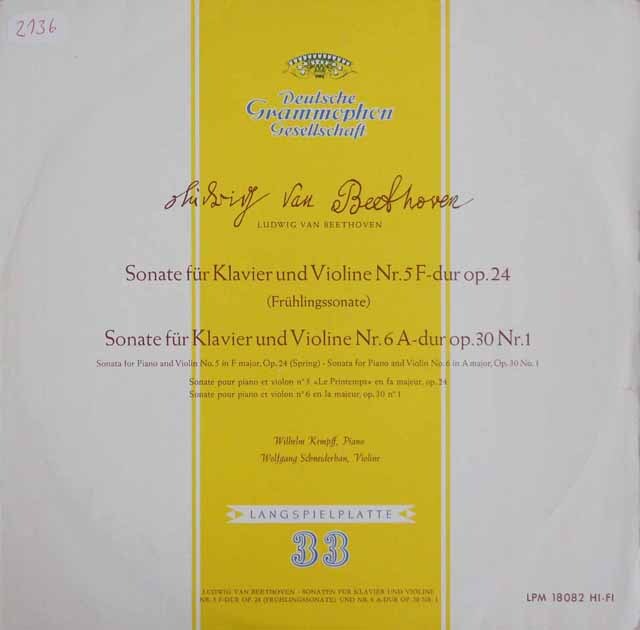 2136
Deutsche
Grammophon
Gesellschaft
Ludwig van Beethoven
LUDWIG VAN BEETHOVEN
Sonate für Klavier und Violine Nr. 5 F-dur op. 24
(Frühlingssonate)
Sonate für Klavier und Violine Nr. 6 A-dur op. 30 Nr. 1
Sonata for Piano and Violin No. 5 in F major, Op. 24 (Spring) - Sonata for Piano and Violin No. 6 in A major, Op. 30 No. 1
Sonate pour piano et violon n° 5 «Le Printemps» en fa majeur, op. 24
Sonate pour piano et violon n° 6 en la majeur, op. 30 n° 1
Wilhelm Kempff, Piano
Wolfgang Schneiderhan, Violine
LANGSPIELPLATTE
33
LUDWIG VAN BEETHOVEN - SONATEN FÜR KLAVIER UND VIOLINE
NR. 5 F-DUR OP. 24 (FRÜHLINGSSONATE) UND NR. 6 A-DUR OP. 30 NR. 1
LPM 18082 HI-FI